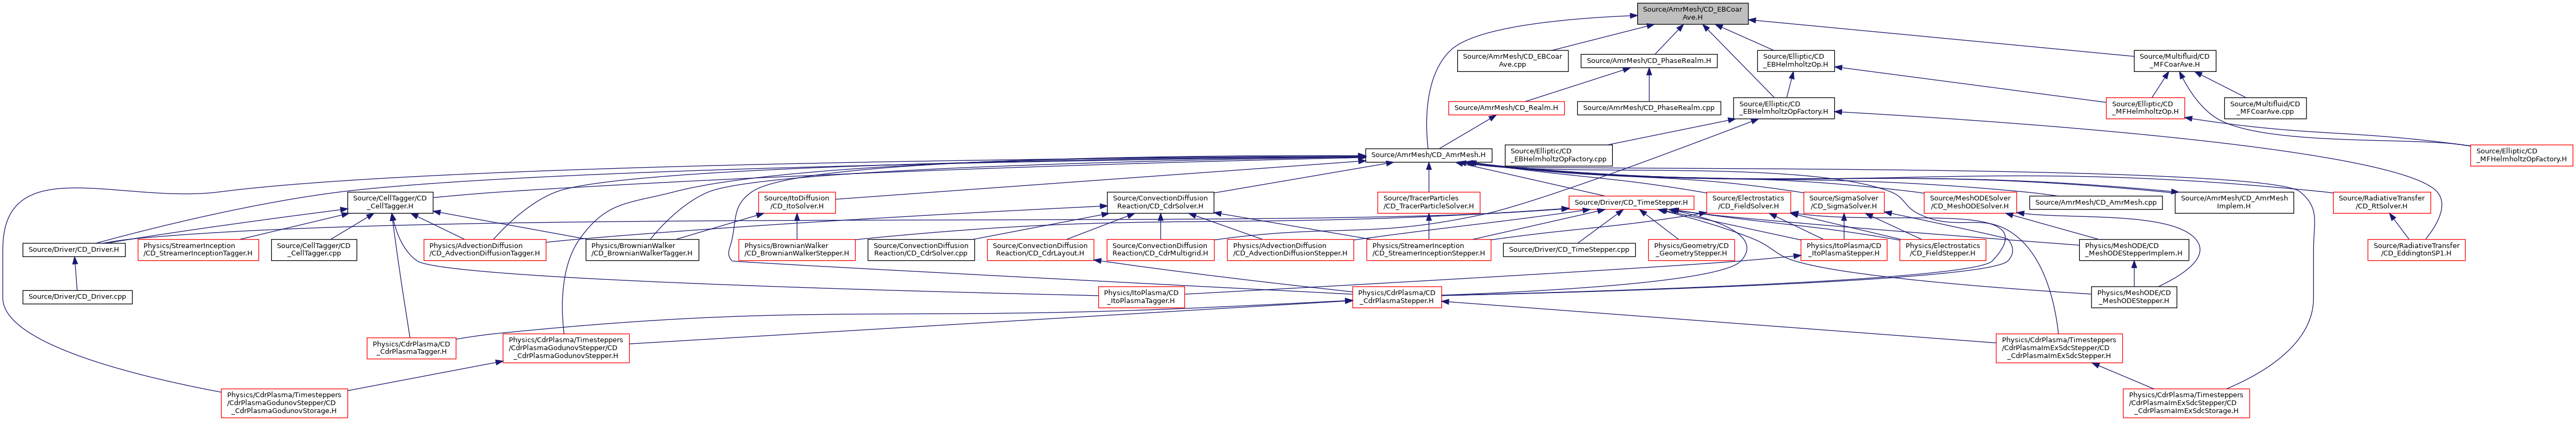 Source/AmrMesh/CD_EBCoar
Ave.H
Source/AmrMesh/CD_EBCoar
Ave.cpp
Source/AmrMesh/CD_PhaseRealm.H
Source/Elliptic/CD
_EBHelmholtzOp.H
Source/Multifluid/CD
_MFCoarAve.H
Source/AmrMesh/CD_Realm.H
Source/AmrMesh/CD_PhaseRealm.cpp
Source/Elliptic/CD
_EBHelmholtzOpFactory.H
Source/Elliptic/CD
_MFHelmholtzOp.H
Source/Multifluid/CD
_MFCoarAve.cpp
Source/AmrMesh/CD_AmrMesh.H
Source/Elliptic/CD
_EBHelmholtzOpFactory.cpp
Source/Elliptic/CD
_MFHelmholtzOpFactory.H
Source/CellTagger/CD
_CellTagger.H
Source/ItoDiffusion
/CD_ItoSolver.H
Source/ConvectionDiffusion
Reaction/CD_CdrSolver.H
Source/TracerParticles
/CD_TracerParticleSolver.H
Source/Driver/CD_TimeStepper.H
Source/Electrostatics
/CD_FieldSolver.H
Source/SigmaSolver
/CD_SigmaSolver.H
Source/MeshODESolver
/CD_MeshODESolver.H
Source/AmrMesh/CD_AmrMesh.cpp
Source/AmrMesh/CD_AmrMesh
Implem.H
Source/RadiativeTransfer
/CD_RtSolver.H
Source/Driver/CD_Driver.H
Physics/StreamerInception
/CD_StreamerInceptionTagger.H
Source/CellTagger/CD
_CellTagger.cpp
Physics/AdvectionDiffusion
/CD_AdvectionDiffusionTagger.H
Physics/BrownianWalker
/CD_BrownianWalkerTagger.H
Physics/BrownianWalker
/CD_BrownianWalkerStepper.H
Source/ConvectionDiffusion
Reaction/CD_CdrSolver.cpp
Source/ConvectionDiffusion
Reaction/CD_CdrLayout.H
Source/ConvectionDiffusion
Reaction/CD_CdrMultigrid.H
Physics/AdvectionDiffusion
/CD_AdvectionDiffusionStepper.H
Physics/StreamerInception
/CD_StreamerInceptionStepper.H
Source/Driver/CD_TimeStepper.cpp
Physics/Geometry/CD
_GeometryStepper.H
Physics/ItoPlasma/CD
_ItoPlasmaStepper.H
Physics/Electrostatics
/CD_FieldStepper.H
Physics/MeshODE/CD
_MeshODEStepperImplem.H
Source/RadiativeTransfer
/CD_EddingtonSP1.H
Source/Driver/CD_Driver.cpp
Physics/ItoPlasma/CD
_ItoPlasmaTagger.H
Physics/CdrPlasma/CD
_CdrPlasmaStepper.H
Physics/MeshODE/CD
_MeshODEStepper.H
Physics/CdrPlasma/CD
_CdrPlasmaTagger.H
Physics/CdrPlasma/Timesteppers
/CdrPlasmaGodunovStepper/CD
_CdrPlasmaGodunovStepper.H
Physics/CdrPlasma/Timesteppers
/CdrPlasmaImExSdcStepper/CD
_CdrPlasmaImExSdcStepper.H
Physics/CdrPlasma/Timesteppers
/CdrPlasmaGodunovStepper/CD
_CdrPlasmaGodunovStorage.H
Physics/CdrPlasma/Timesteppers
/CdrPlasmaImExSdcStepper/CD
_CdrPlasmaImExSdcStorage.H